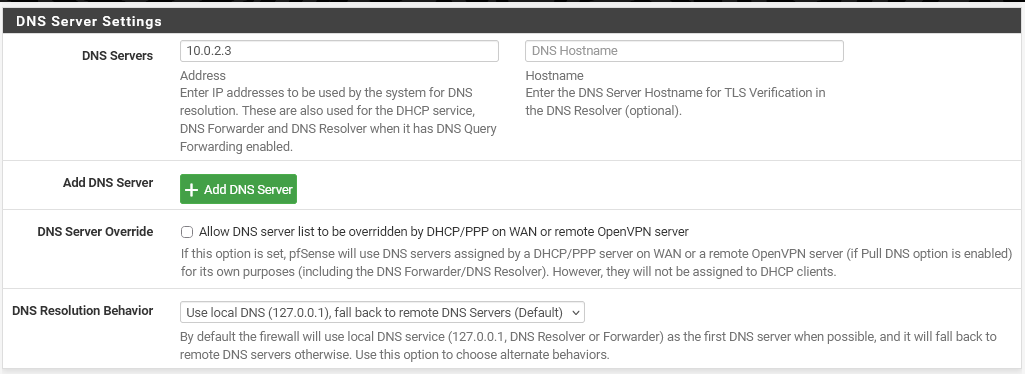 DNS Server Settings
DNS Servers
10.0.2.3
DNS Hostname
Address
Hostname
Enter IP addresses to be used by the system for DNS
resolution. These are also used for the DHCP service,
DNS Forwarder and DNS Resolver when it has DNS Query
Forwarding enabled.
Enter the DNS Server Hostname for TLS Verification in
the DNS Resolver (optional).
Add DNS Server
Add DNS Server
DNS Server Override
Allow DNS server list to be overridden by DHCP/PPP on WAN or remote OpenVPN server
If this option is set, pfSense will use DNS servers assigned by a DHCP/PPP server on WAN or a remote OpenVPN server (if Pull DNS option is enabled)
for its own purposes (including the DNS Forwarder/DNS Resolver). However, they will not be assigned to DHCP clients.
DNS Resolution Behavior
Use local DNS (127.0.0.1), fall back to remote DNS Servers (Default)
By default the firewall will use local DNS service (127.0.0.1, DNS Resolver or Forwarder) as the first DNS server when possible, and it will fall back to
remote DNS servers otherwise. Use this option to choose alternate behaviors.